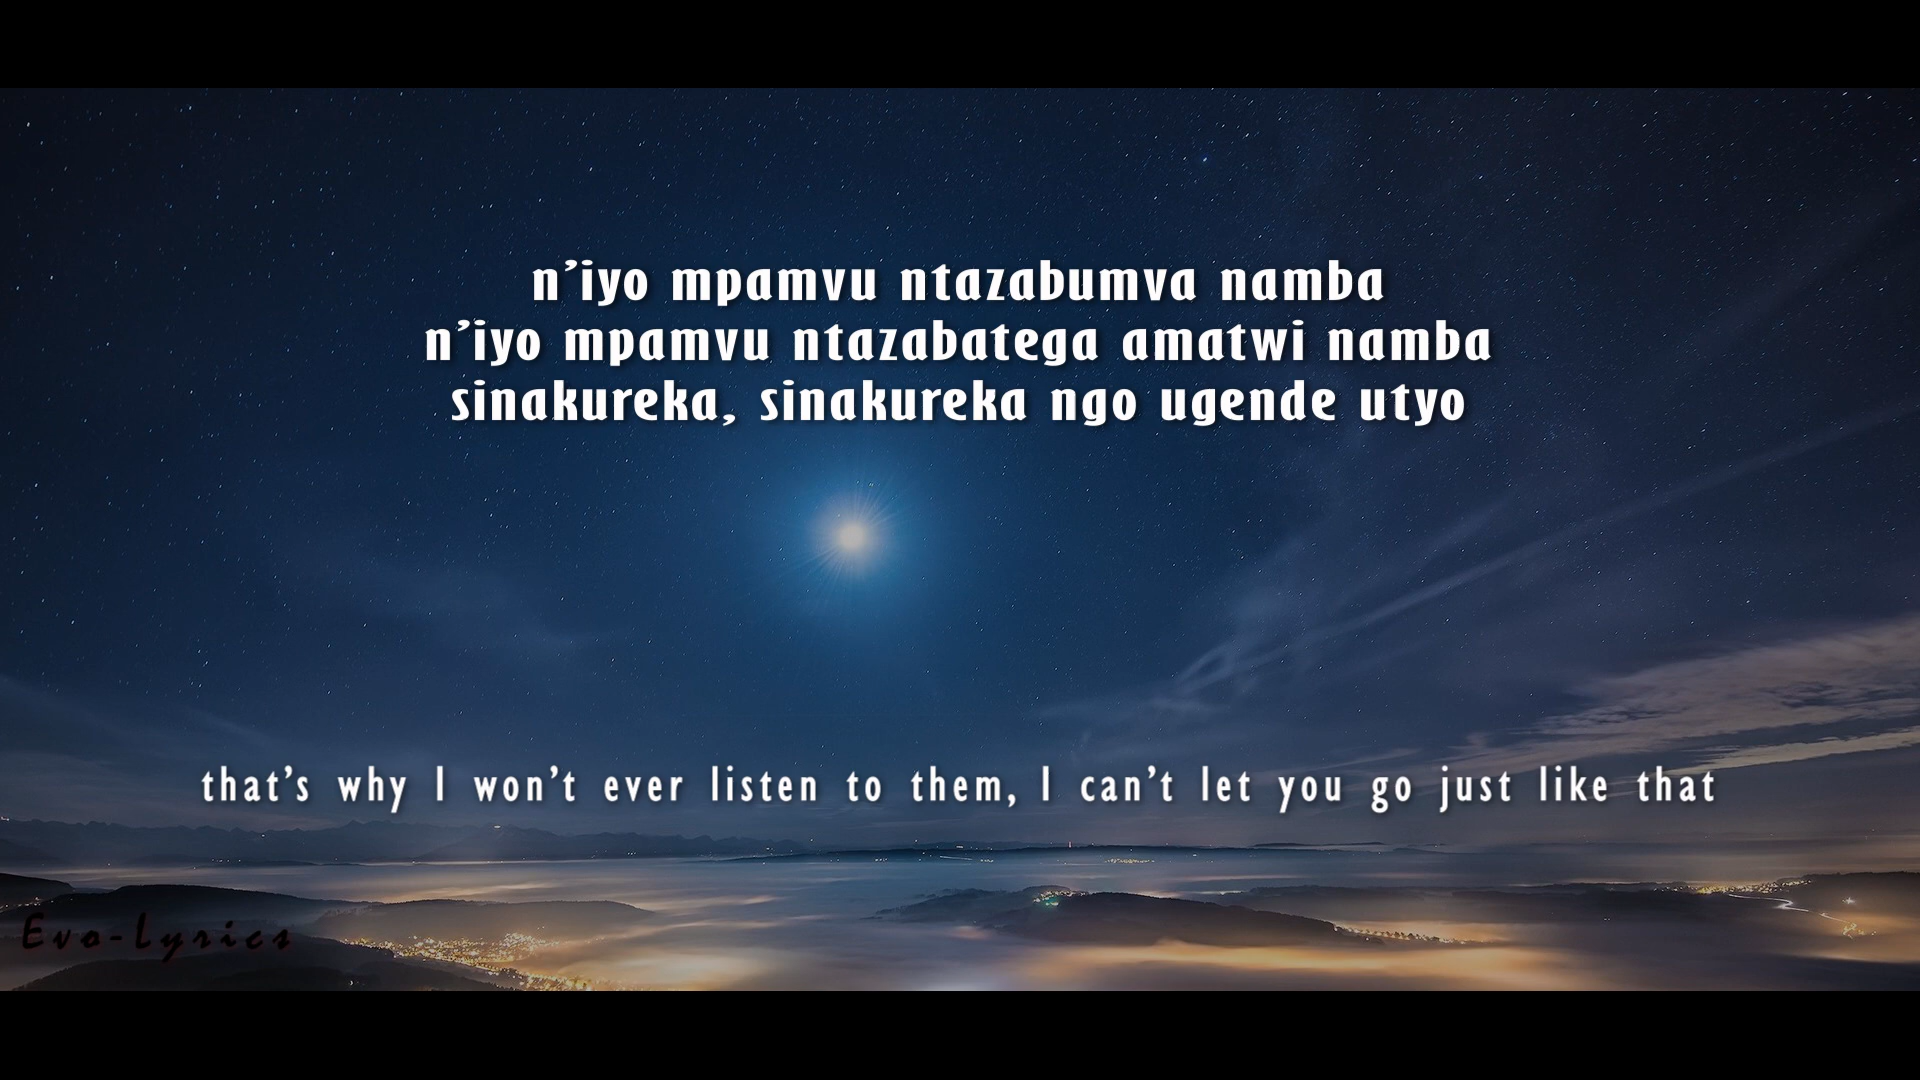 n’iyo mpamvu ntazabumva namba
n’iyo mpamvu ntazabatega amatwi namba
sinakureka, sinakureka ngo ugende utyo
that’s why I won’t ever listen to them, I can’t let you go just like that
Evo-Lyrics